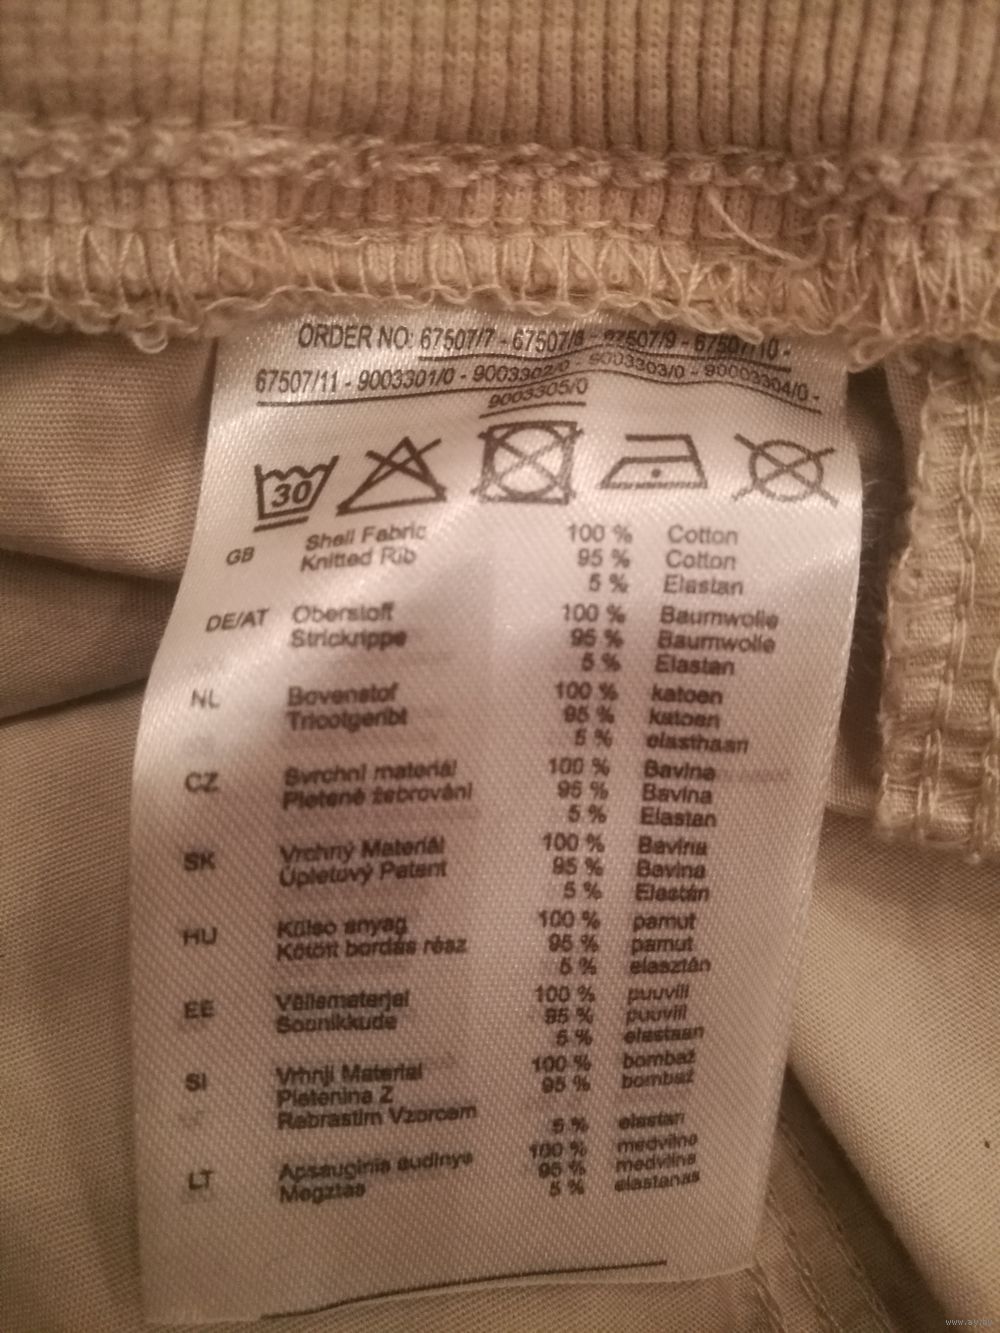 ORDER NO: 67507/7 - 67507/8 - 67507/9 - 67507/10 -
67507/11 - 9003301/0 - 9003302/0 - 9003303/0 - 90003304/0 -
9003305/0
30
GB Shell Fabric 100 % Cotton
Knitted Rib 95 % Cotton
5 % Elastan
DE/AT Oberstoff 100 % Baumwolle
Strickrippe 95 % Baumwolle
5 % Elastan
NL Bovenstof 100 % katoen
Tricotgeribt 95 % katoen
5 % elasthaan
CZ Svrchní materiál 100 % Bavlna
Pletené žebrování 95 % Bavlna
5 % Elastan
SK Vrchný Materiál 100 % Bavlna
Úpletový Patent 95 % Bavlna
5 % Elastán
HU Külso anyag 100 % pamut
Kötött bordás rész 95 % pamut
5 % elasztán
EE Välismaterjal 100 % puuvill
Soonikkude 95 % puuvill
5 % elastaan
SI Vrhnji Material 100 % bombaž
Pletenina Z 95 % bombaž
Rebrastim Vzorcem 5 % elastan
LT Apsauginis audinys 100 % medvilnė
Megztas 95 % medvilnė
5 % elastanas
www.ay.by